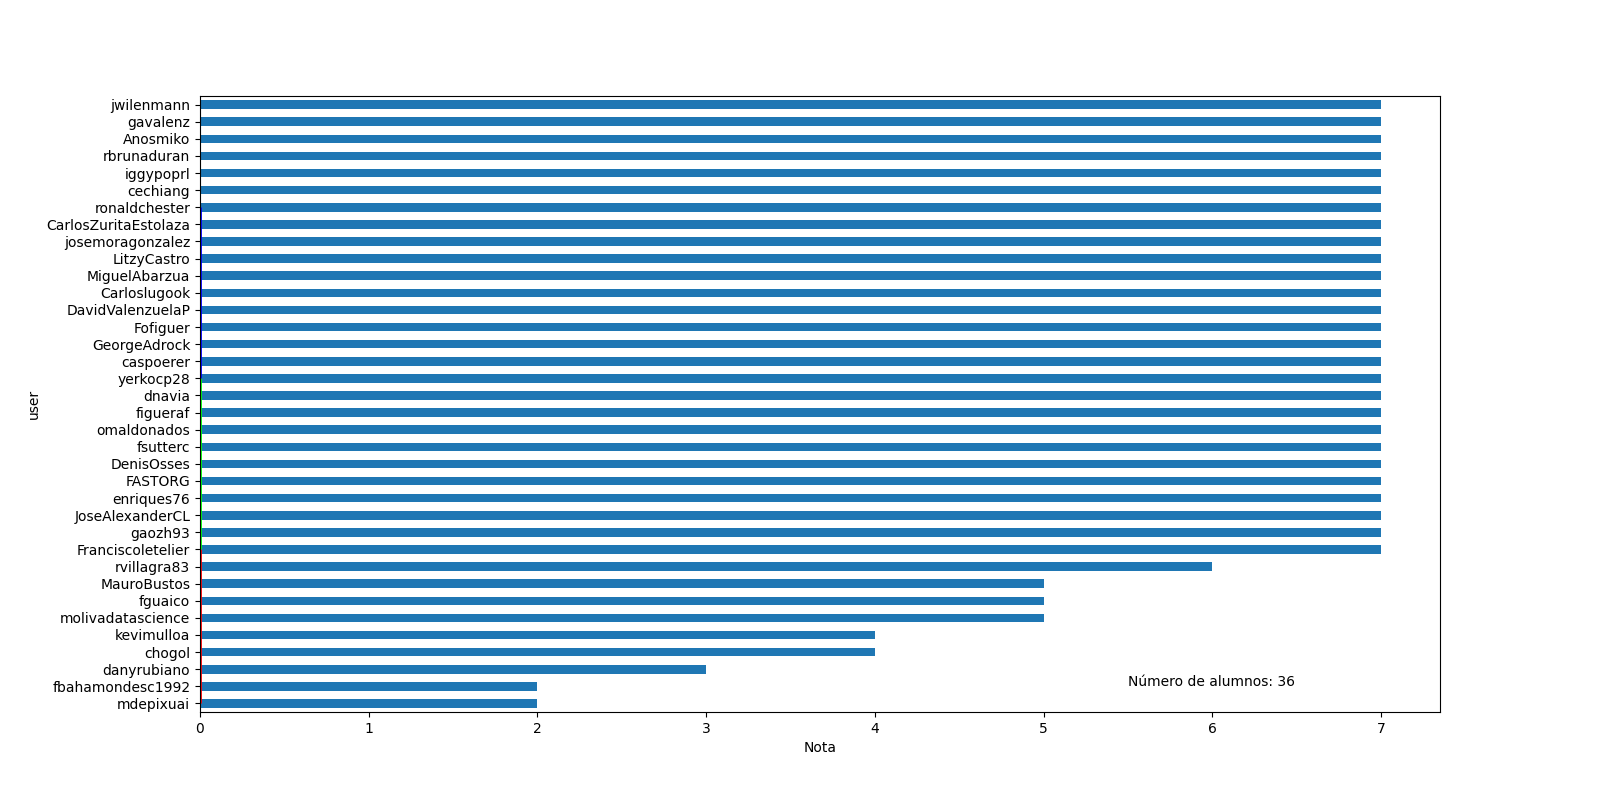 jwilenmann
gavalenz
Anosmiko
rbrunaduran
iggypoprl
cechiang
ronaldchester
CarlosZuritaEstolaza
josemoragonzalez
LitzyCastro
MiguelAbarzua
Carloslugook
DavidValenzuelaP
Fofiguer
GeorgeAdrock
caspoerer
yerkocp28
dnavia
figueraf
omaldonados
fsutterc
DenisOsses
FASTORG
enriques76
JoseAlexanderCL
gaozh93
Franciscoletelier
rvillagra83
MauroBustos
fguaico
molivadatascience
kevimulloa
chogol
danyrubiano
fbahamondesc1992
mdepixuai
user
Número de alumnos: 36
0 1 2 3 4 5 6 7
Nota